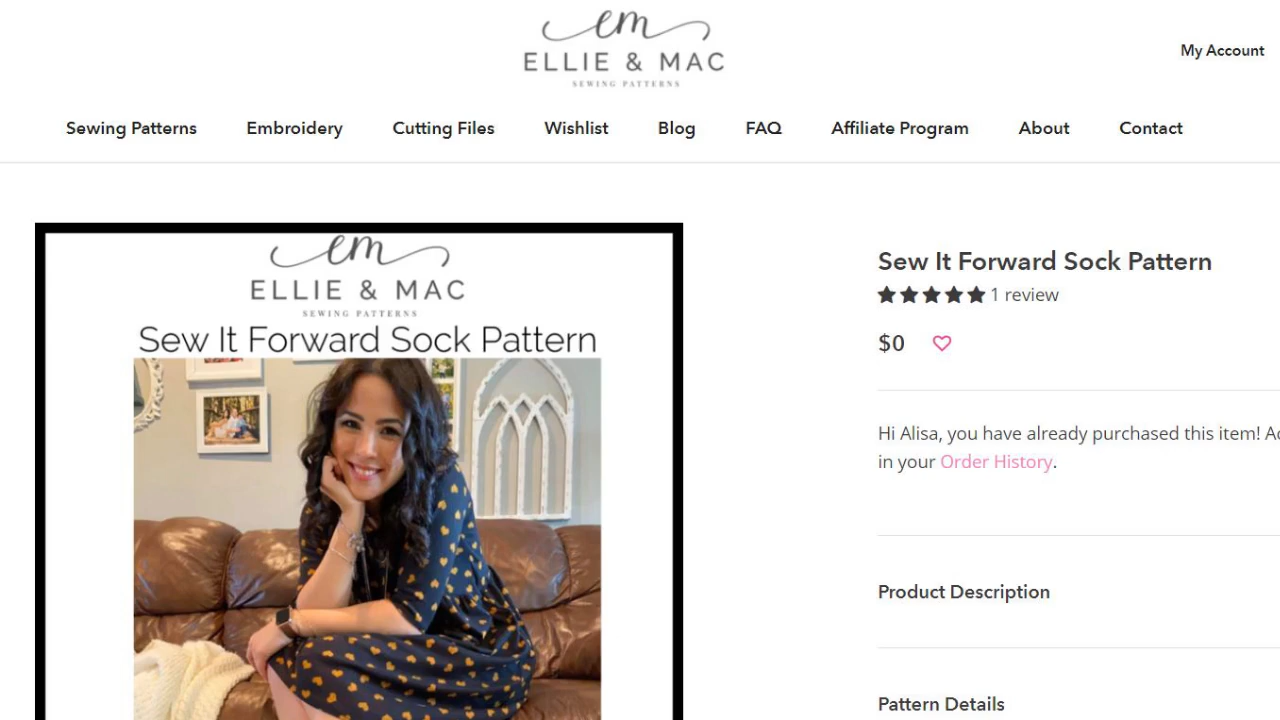 em
ELLIE & MAC
SEWING PATTERNS
My Account
Sewing Patterns Embroidery Cutting Files Wishlist Blog FAQ Affiliate Program About Contact
em
ELLIE & MAC
SEWING PATTERNS
Sew It Forward Sock Pattern
Sew It Forward Sock Pattern
1 review
$0
Hi Alisa, you have already purchased this item!
in your Order History.
Product Description
Pattern Details